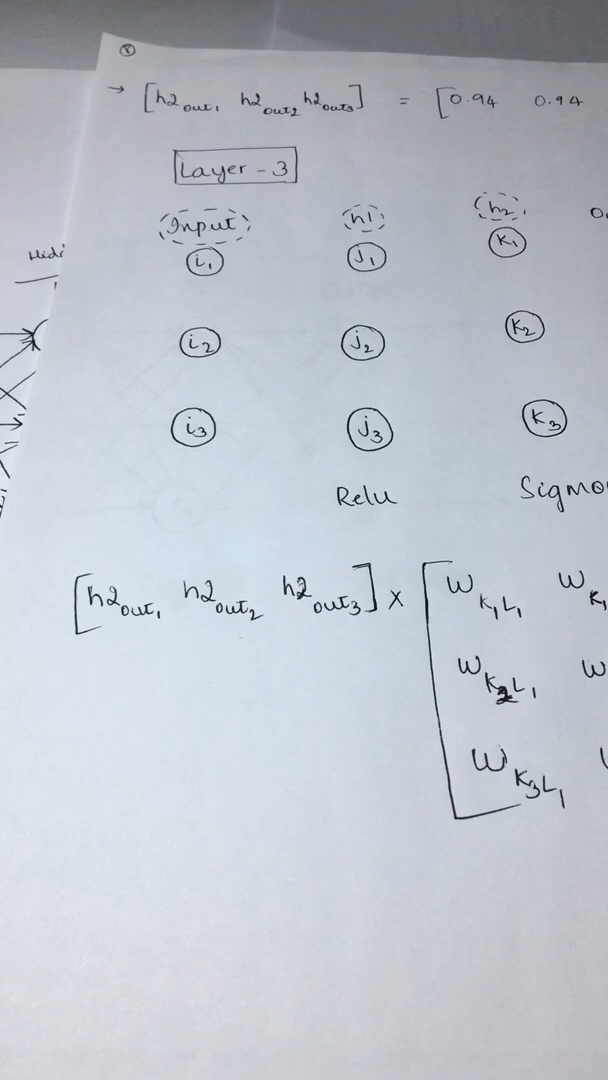 8
→ [h2out1 h2out2 h2out3] = [0.94 0.94
Layer - 3
Input h1 h2
i1 j1 k1
i2 j2 k2
i3 j3 k3
Relu
[h2out1 h2out2 h2out3] × [WK1L1 WK1
WK2L1 W
WK3L1